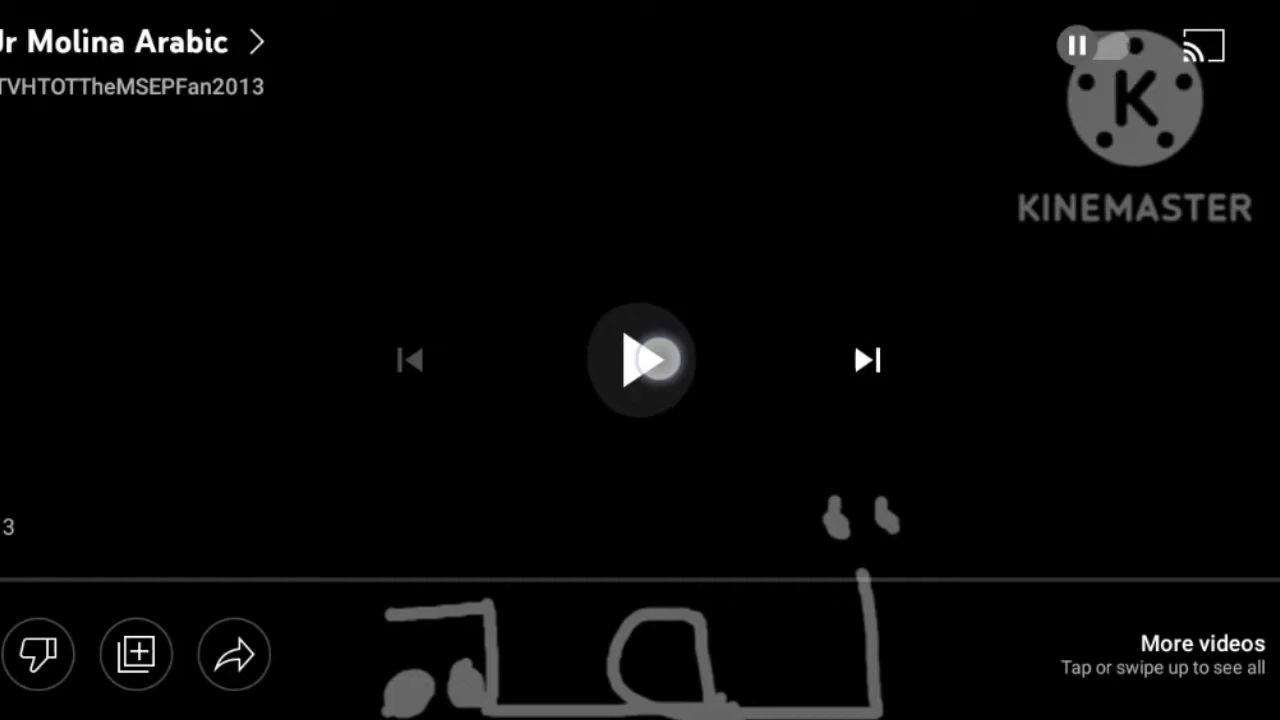 Jr Molina Arabic
TVHTOTTheMSEPFan2013
K
KINEMASTER
3
More videos
Tap or swipe up to see all